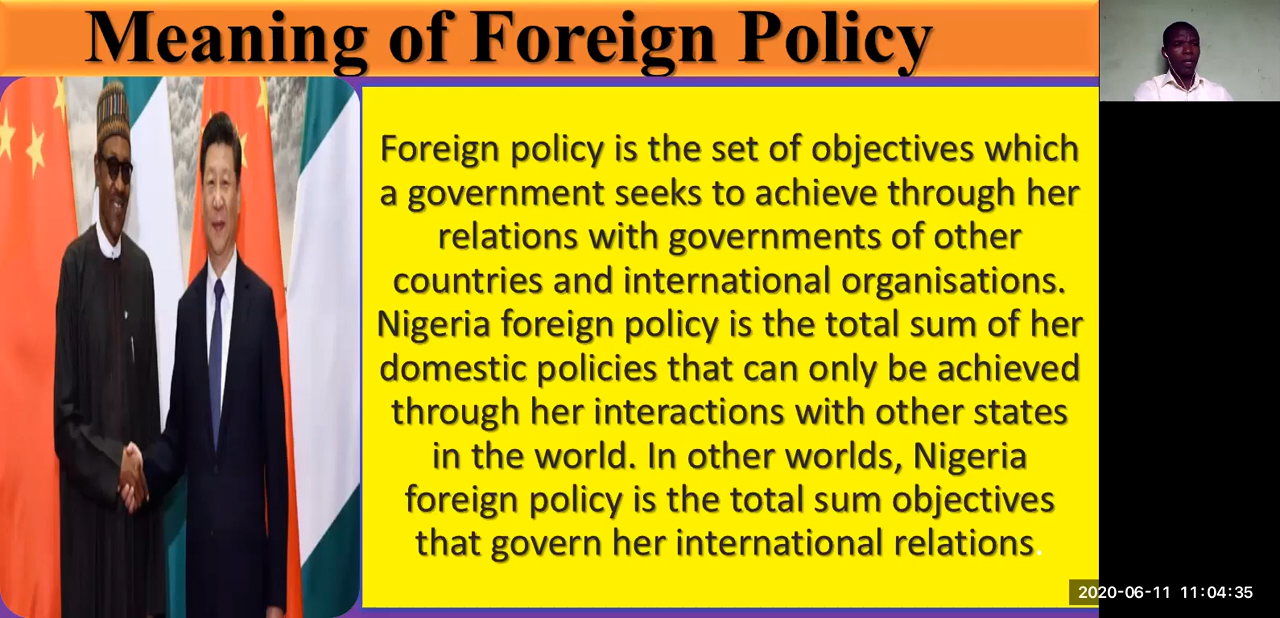 Meaning of Foreign Policy
Foreign policy is the set of objectives which
a government seeks to achieve through her
relations with governments of other
countries and international organisations.
Nigeria foreign policy is the total sum of her
domestic policies that can only be achieved
through her interactions with other states
in the world. In other worlds, Nigeria
foreign policy is the total sum objectives
that govern her international relations.
2020-06-11 11:04:35